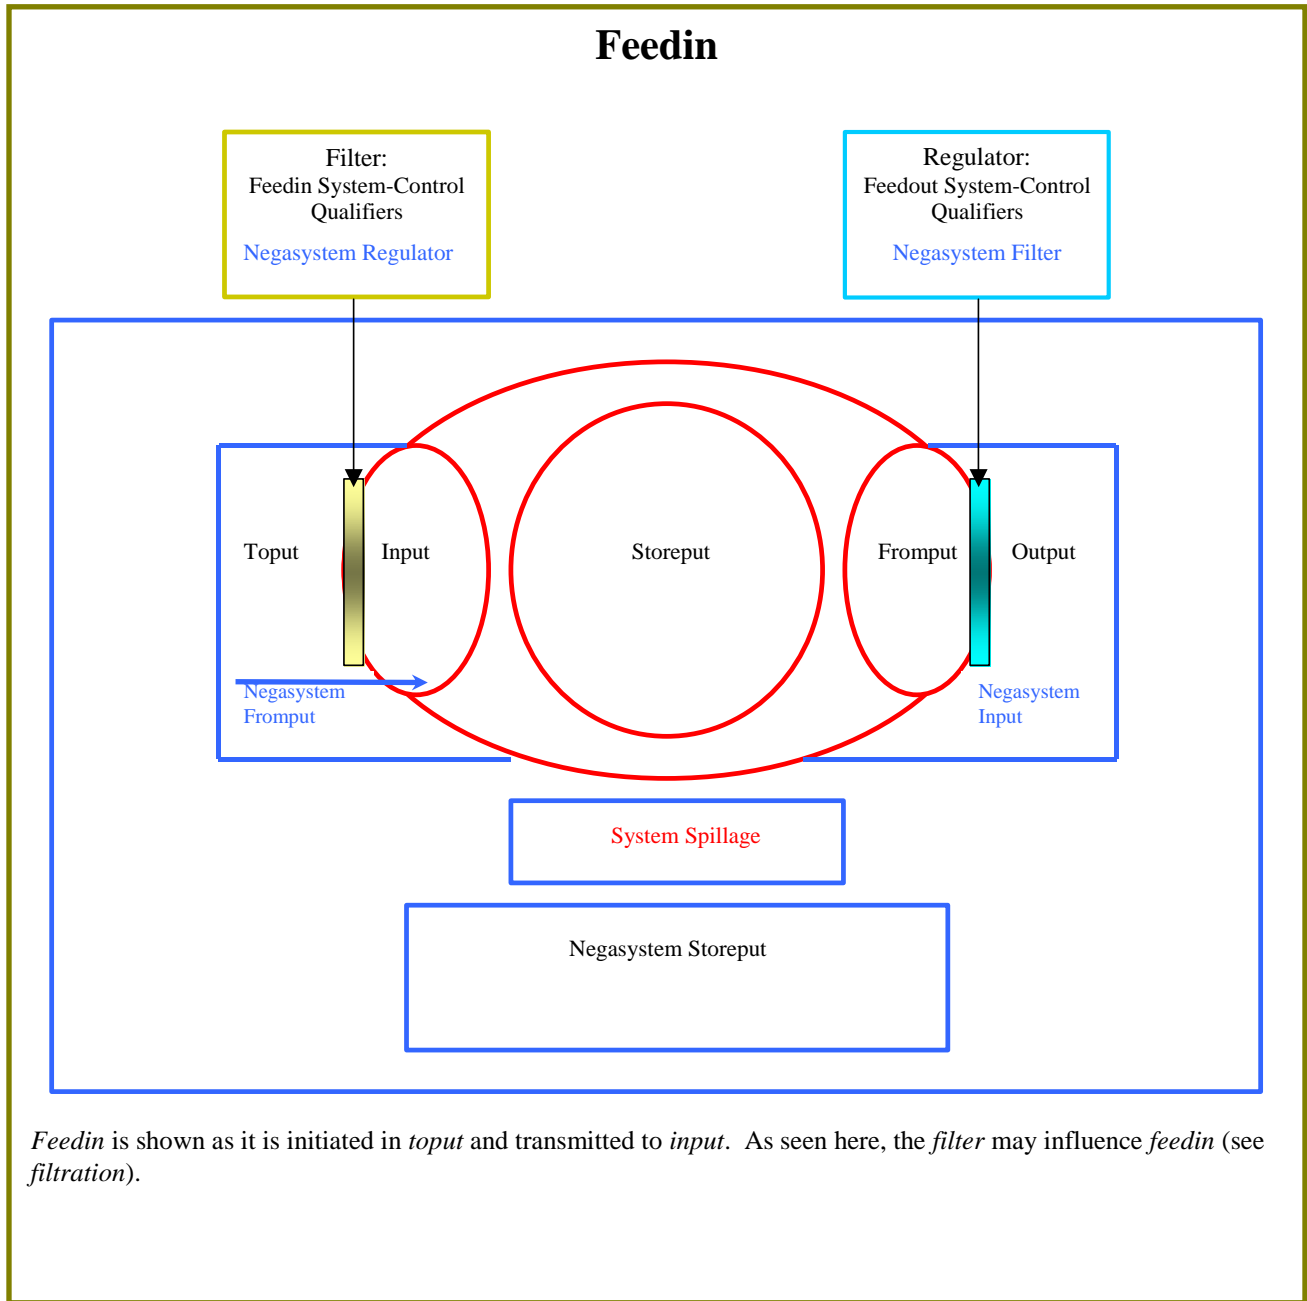 Feedin
Filter:
Feedin System-Control
Qualifiers
Negasystem Regulator
Regulator:
Feedout System-Control
Qualifiers
Negasystem Filter
Toput
Input
Storeput
Fromput
Output
Negasystem
Fromput
Negasystem
Input
System Spillage
Negasystem Storeput
Feedin is shown as it is initiated in toput and transmitted to input.  As seen here, the filter may influence feedin (see
filtration).